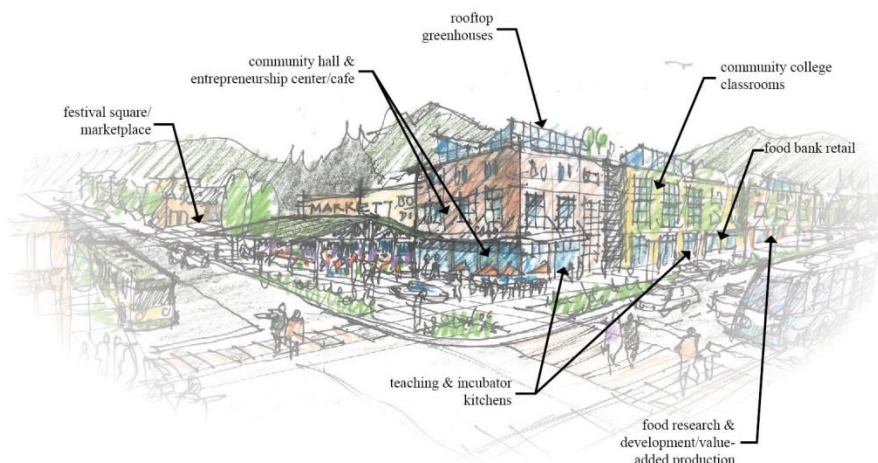 rooftop
greenhouses
community hall &
entrepreneurship center/cafe
community college
classrooms
festival square/
marketplace
food bank retail
MARKET
teaching & incubator
kitchens
food research &
development/value-
added production